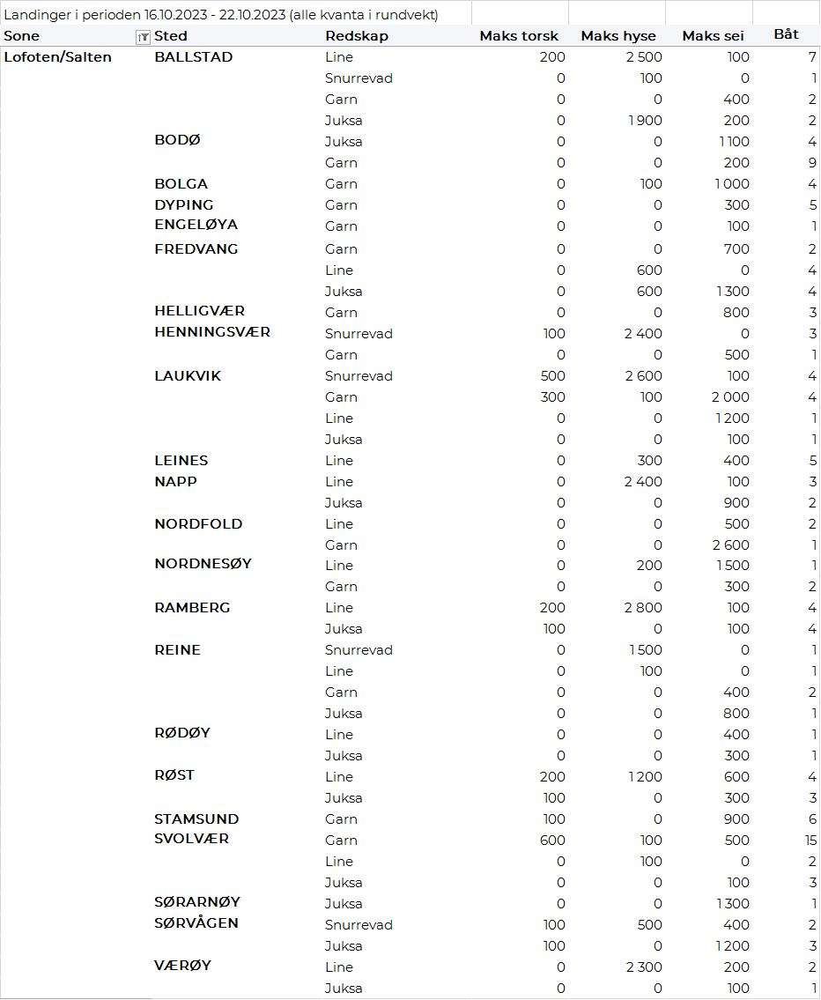 Landinger i perioden 16.10.2023 - 22.10.2023 (alle kvanta i rundvekt)
Sone Sted Redskap Maks torsk Maks hyse Maks sei Båt
Lofoten/Salten BALLSTAD Line 200 2 500 100 7
Snurrevad 0 100 0 1
Garn 0 0 400 2
Juksa 0 1 900 200 2
BODØ Juksa 0 0 1 100 4
Garn 0 0 200 9
BOLGA Garn 0 100 1 000 4
DYPING Garn 0 0 300 5
ENGELØYA Garn 0 0 100 1
FREDVANG Garn 0 0 700 2
Line 0 600 0 4
Juksa 0 600 1 300 4
HELLIGVÆR Garn 0 0 800 3
HENNINGSVÆR Snurrevad 100 2 400 0 3
Garn 0 0 500 1
LAUKVIK Snurrevad 500 2 600 100 4
Garn 300 100 2 000 4
Line 0 0 1 200 1
Juksa 0 0 100 1
LEINES Line 0 300 400 5
NAPP Line 0 2 400 100 3
Juksa 0 0 900 2
NORDFOLD Line 0 0 500 2
Garn 0 0 2 600 1
NORDNESØY Line 0 200 1 500 1
Garn 0 0 300 2
RAMBERG Line 200 2 800 100 4
Juksa 100 0 100 4
REINE Snurrevad 0 1 500 0 1
Line 0 100 0 1
Garn 0 0 400 2
Juksa 0 0 800 1
RØDØY Line 0 0 400 1
Juksa 0 0 300 1
RØST Line 200 1 200 600 4
Juksa 100 0 300 3
STAMSUND Garn 100 0 900 6
SVOLVÆR Garn 600 100 500 15
Line 0 100 0 2
Juksa 0 0 100 3
SØRARNØY Juksa 0 0 1 300 1
SØRVÅGEN Snurrevad 100 500 400 2
Juksa 100 0 1 200 3
VÆRØY Line 0 2 300 200 2
Juksa 0 0 100 1